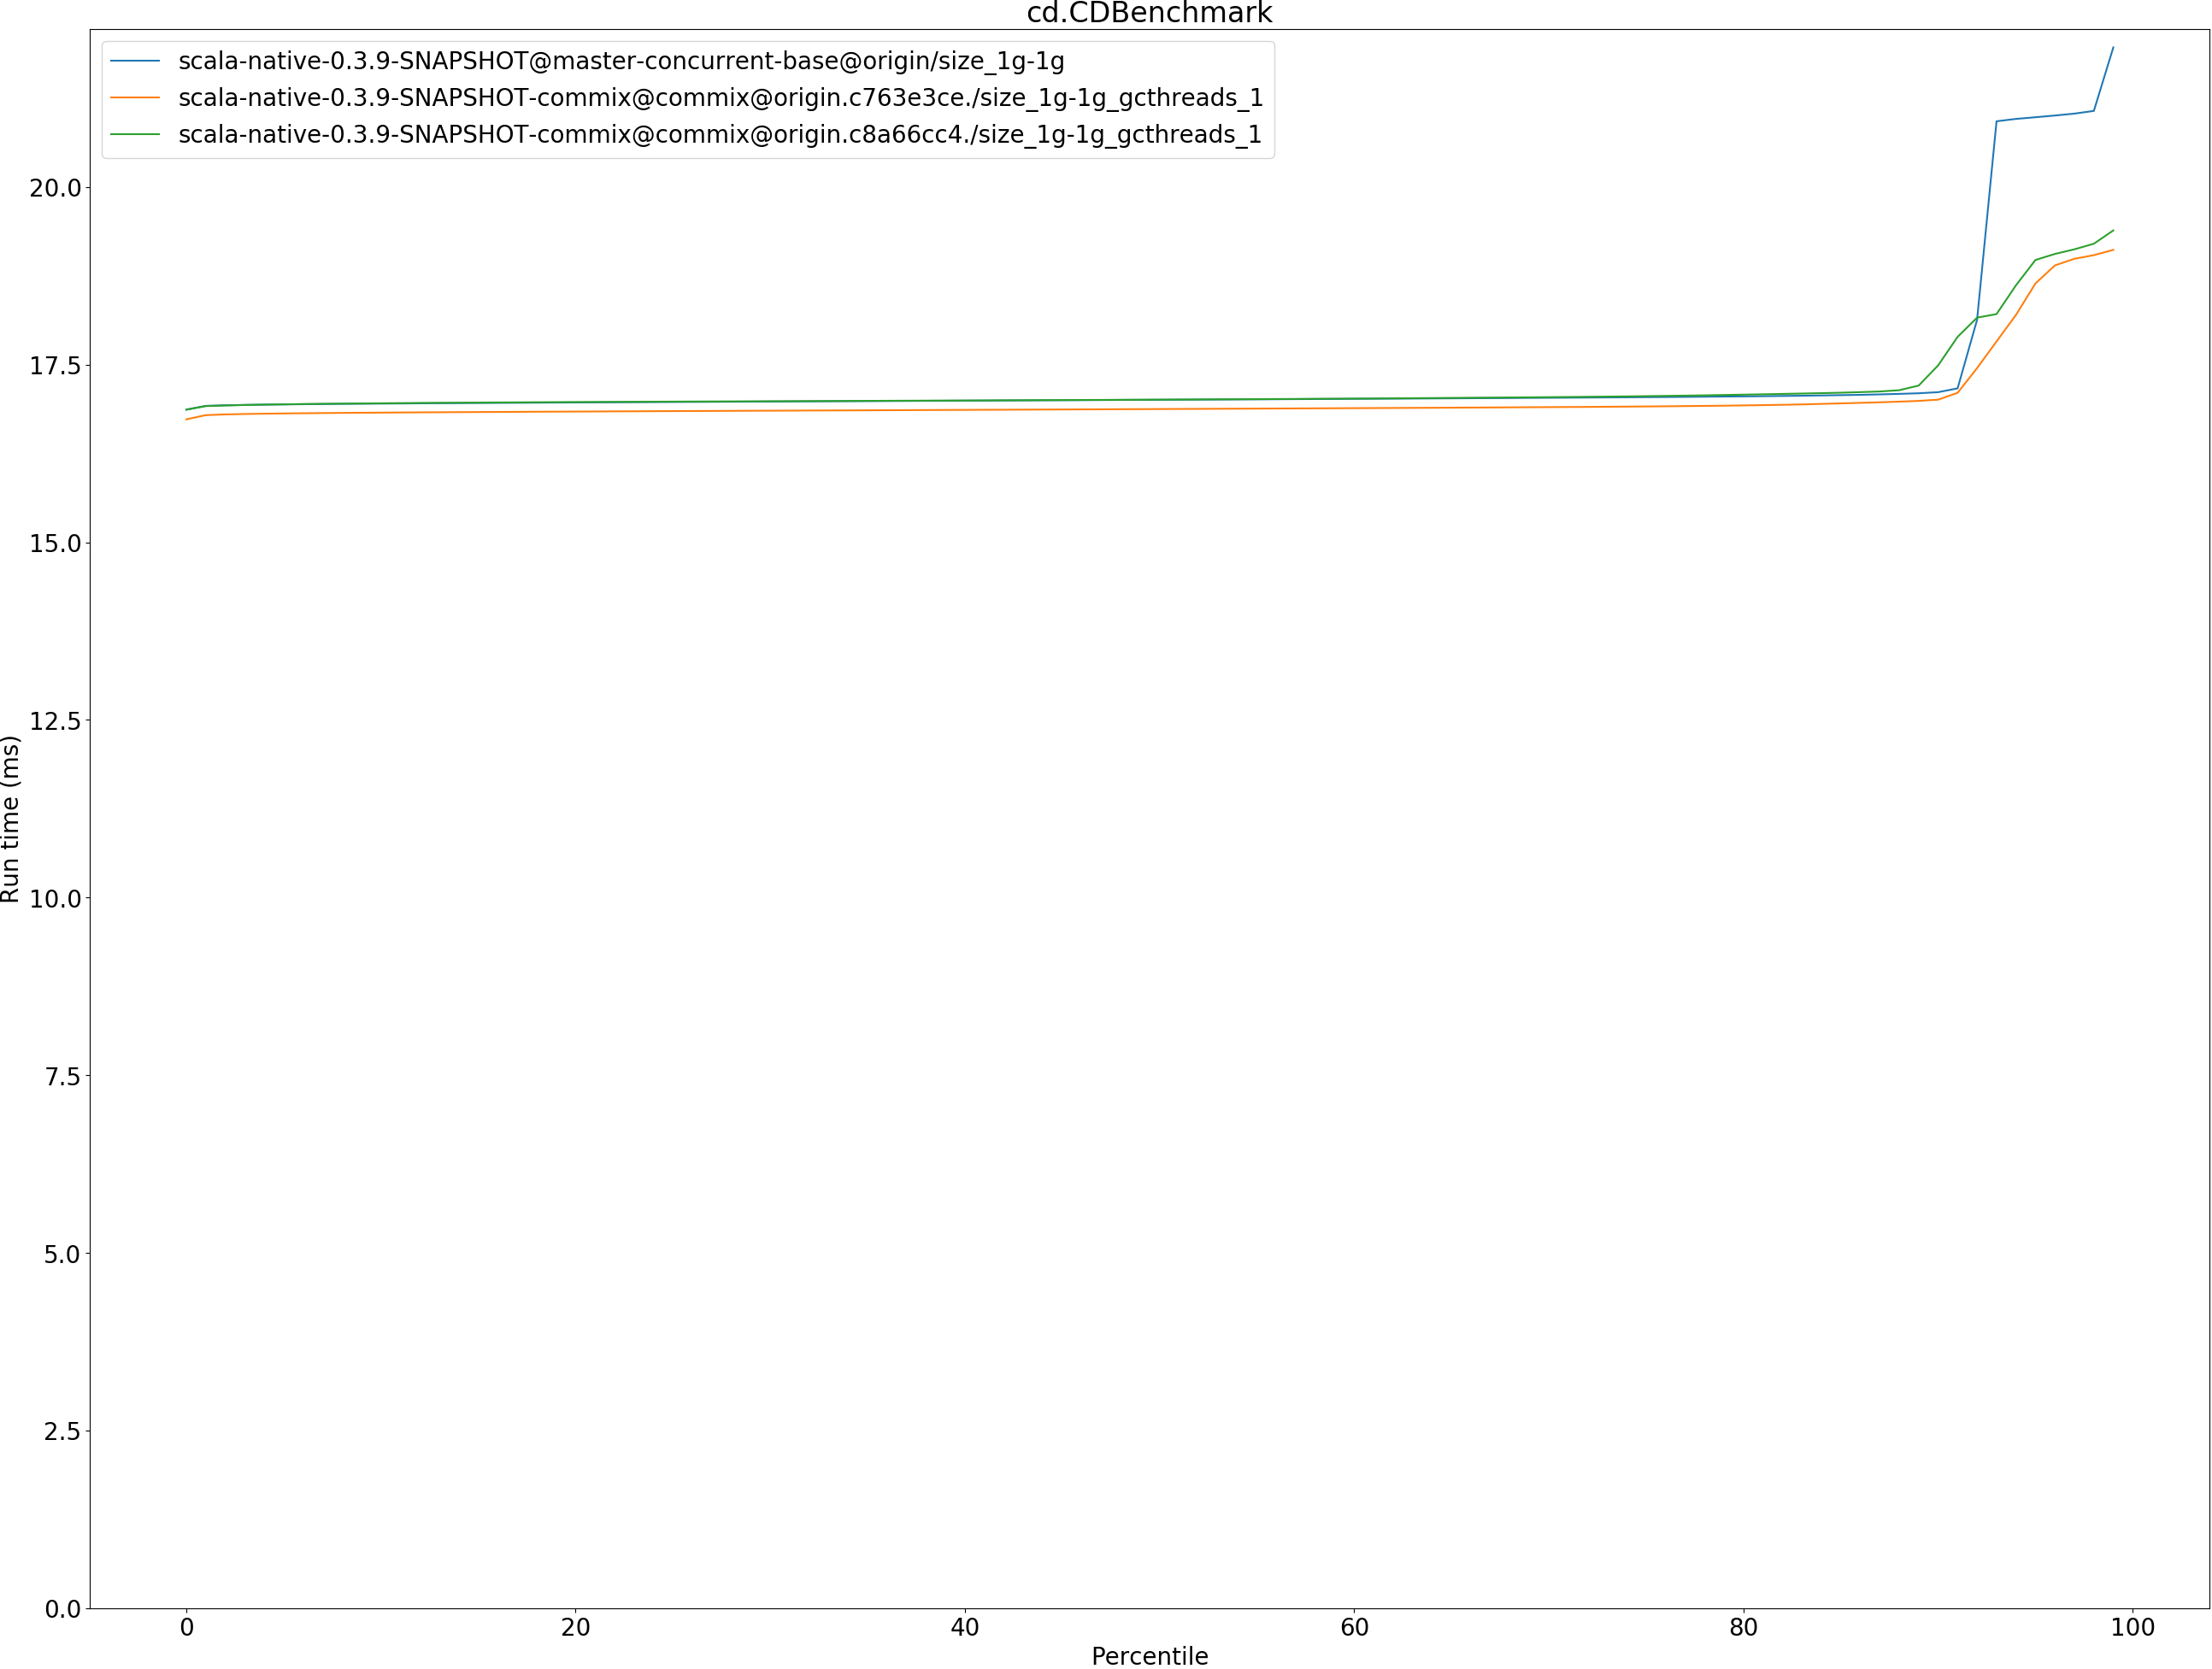 cd.CDBenchmark
scala-native-0.3.9-SNAPSHOT@master-concurrent-base@origin/size_1g-1g
scala-native-0.3.9-SNAPSHOT-commix@commix@origin.c763e3ce./size_1g-1g_gcthreads_1
scala-native-0.3.9-SNAPSHOT-commix@commix@origin.c8a66cc4./size_1g-1g_gcthreads_1
20.0
17.5
15.0
12.5
10.0
7.5
5.0
2.5
0.0
Run time (ms)
0 20 40 60 80 100
Percentile